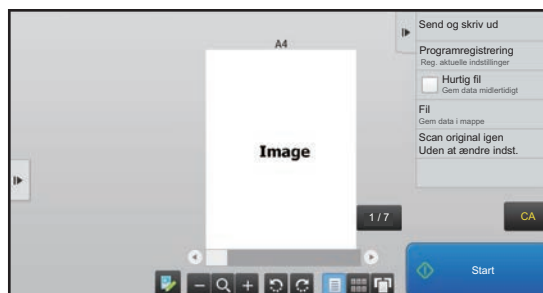 A4
Image
1 / 7
Send og skriv ud
Programregistrering
Reg. aktuelle indstillinger
Hurtig fil
Gem data midlertidigt
Fil
Gem data i mappe
Scan original igen
Uden at ændre indst.
CA
Start